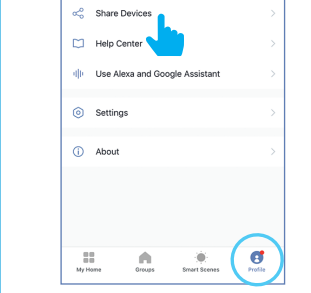 Share Devices
Help Center
Use Alexa and Google Assistant
Settings
About
My Home Groups Smart Scenes Profile